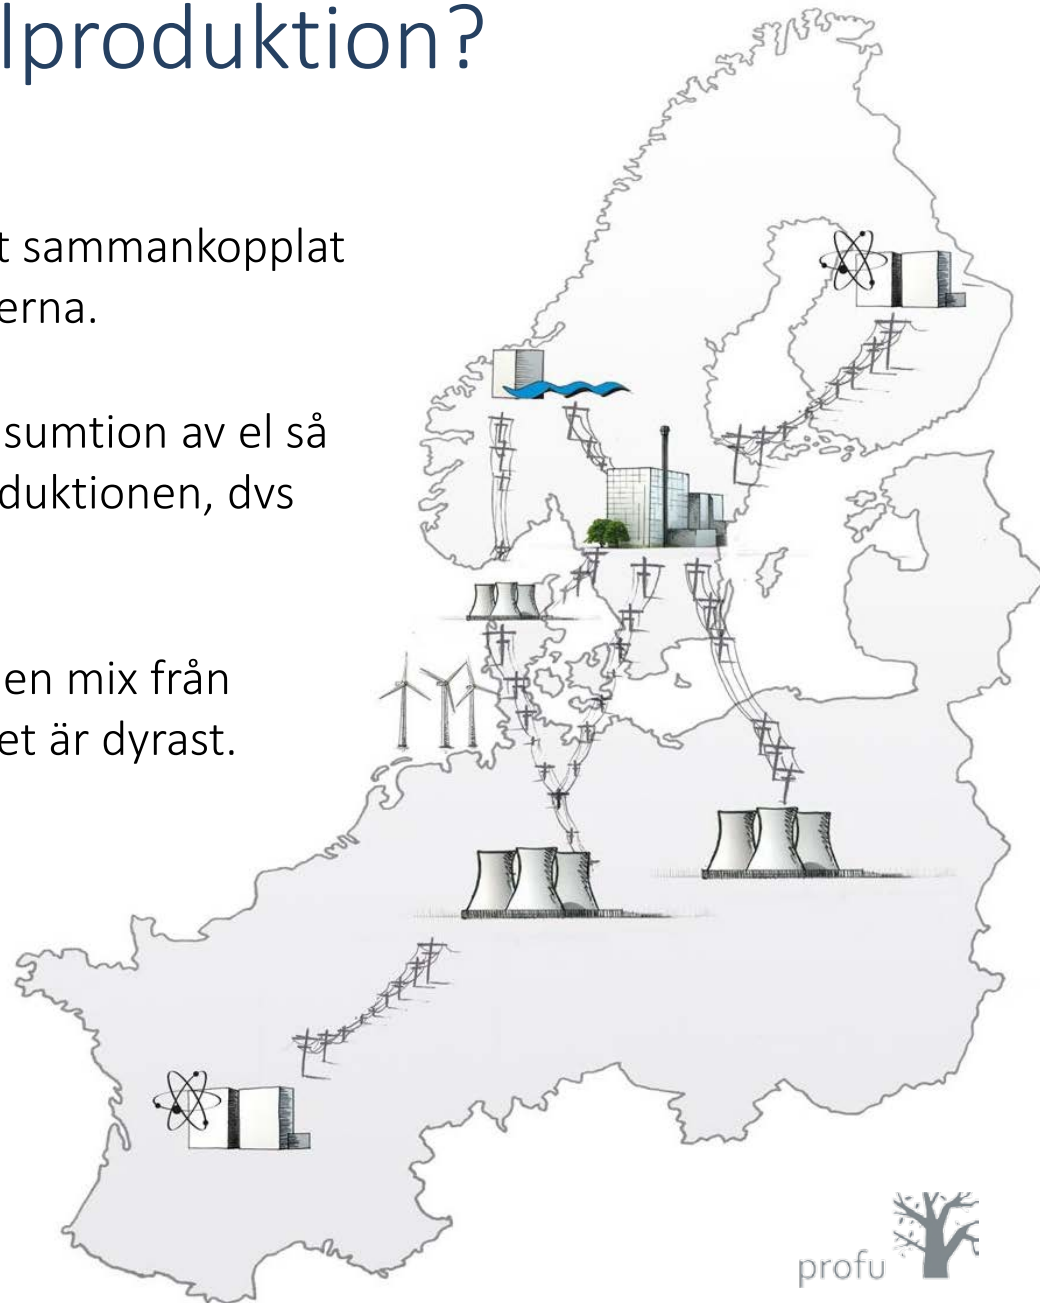 lproduktion?
t sammankopplat
erna.
sumtion av el så
duktionen, dvs
en mix från
et är dyrast.
profu